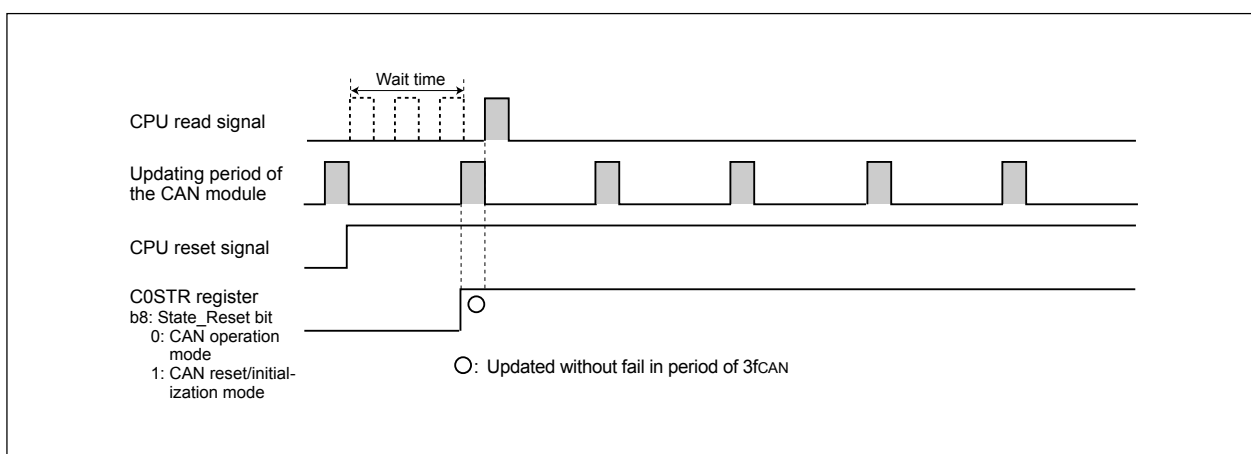 Wait time
CPU read signal
Updating period of
the CAN module
CPU reset signal
C0STR register
b8: State_Reset bit
0: CAN operation
mode
1: CAN reset/initial-
ization mode
○: Updated without fail in period of 3fCAN